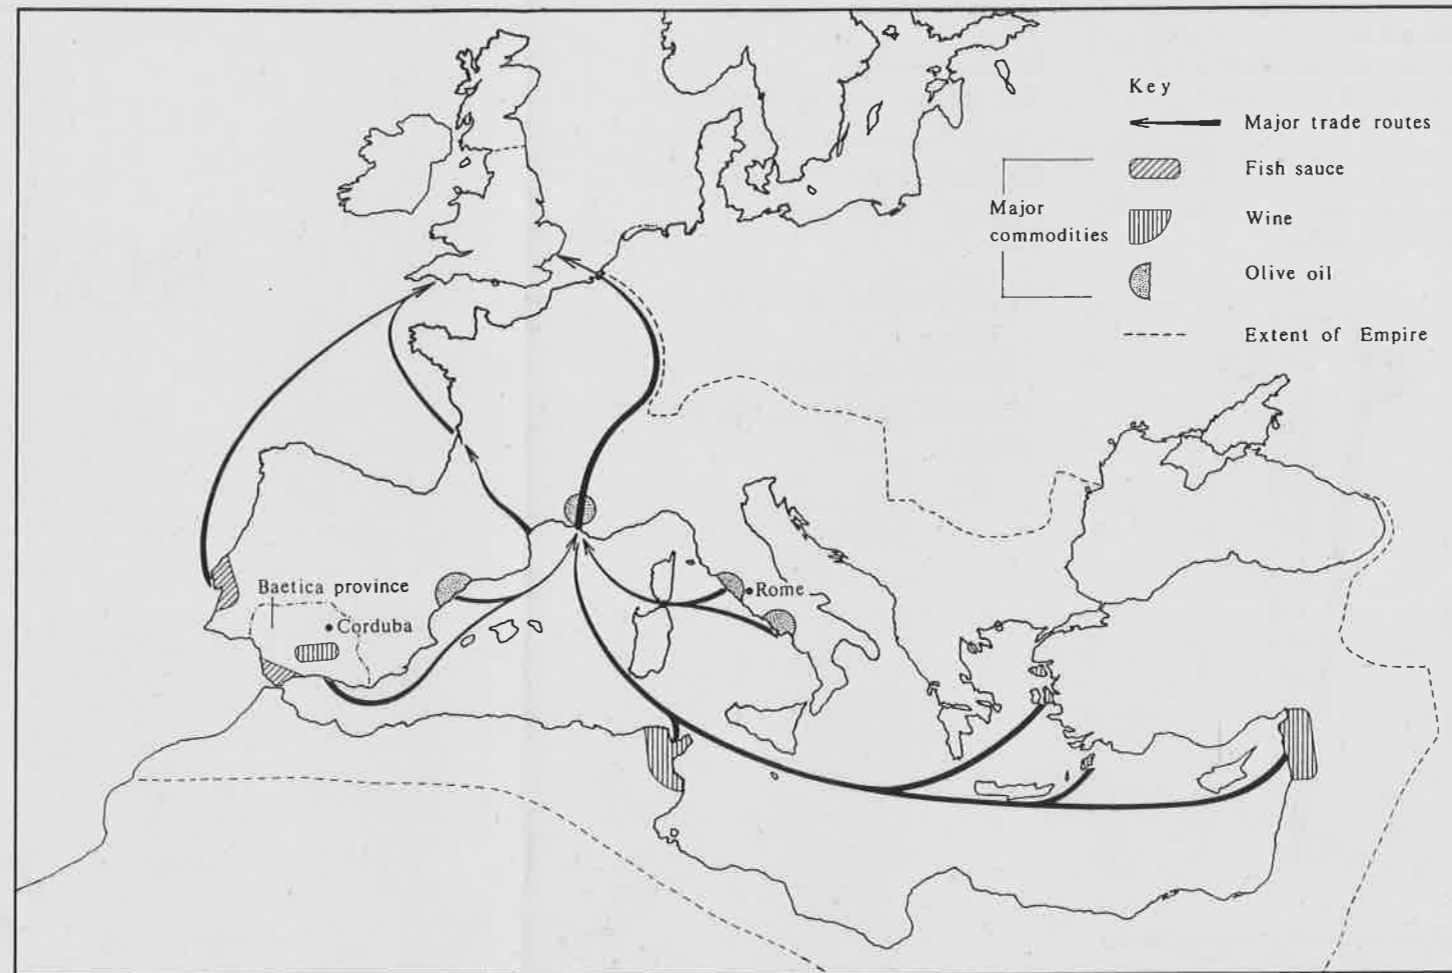 Key
Major trade routes
Fish sauce
Major
commodities
Wine
Olive oil
Extent of Empire
Baetica province
Corduba
Rome